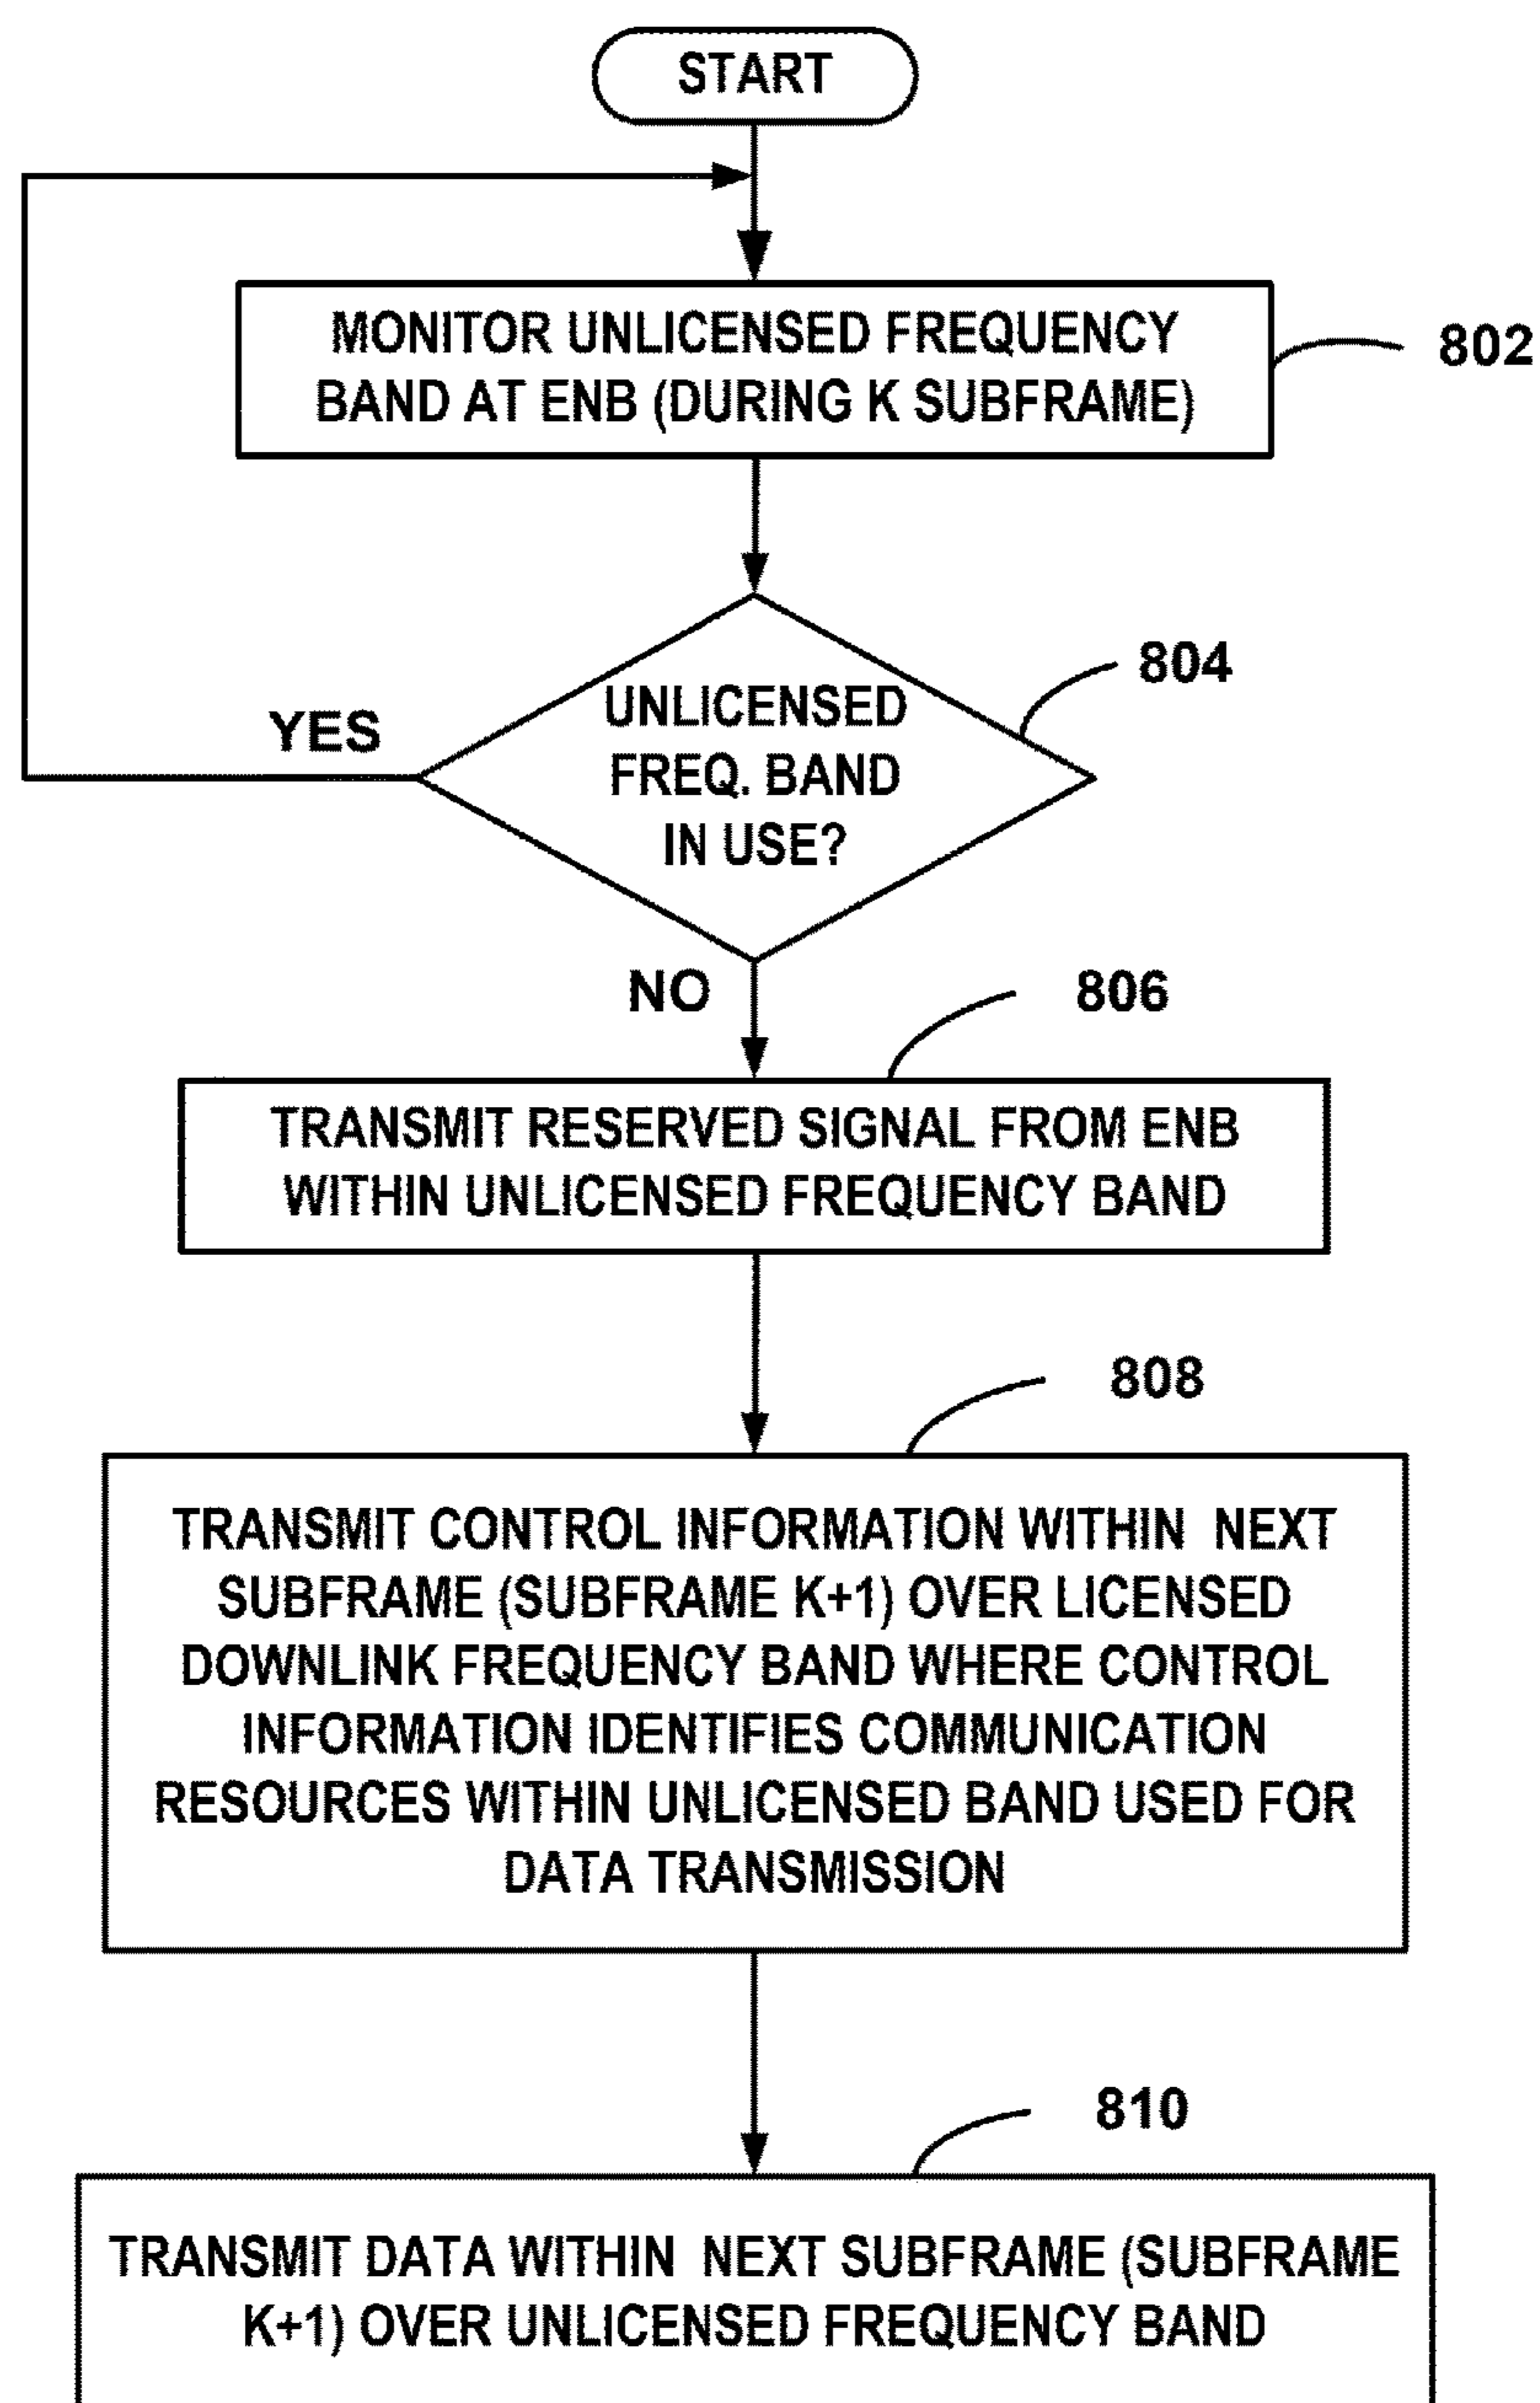 START
MONITOR UNLICENSED FREQUENCY
BAND AT ENB (DURING K SUBFRAME)
802
804
UNLICENSED
FREQ. BAND
IN USE?
YES
NO
806
TRANSMIT RESERVED SIGNAL FROM ENB
WITHIN UNLICENSED FREQUENCY BAND
808
TRANSMIT CONTROL INFORMATION WITHIN NEXT
SUBFRAME (SUBFRAME K+1) OVER LICENSED
DOWNLINK FREQUENCY BAND WHERE CONTROL
INFORMATION IDENTIFIES COMMUNICATION
RESOURCES WITHIN UNLICENSED BAND USED FOR
DATA TRANSMISSION
810
TRANSMIT DATA WITHIN NEXT SUBFRAME (SUBFRAME
K+1) OVER UNLICENSED FREQUENCY BAND